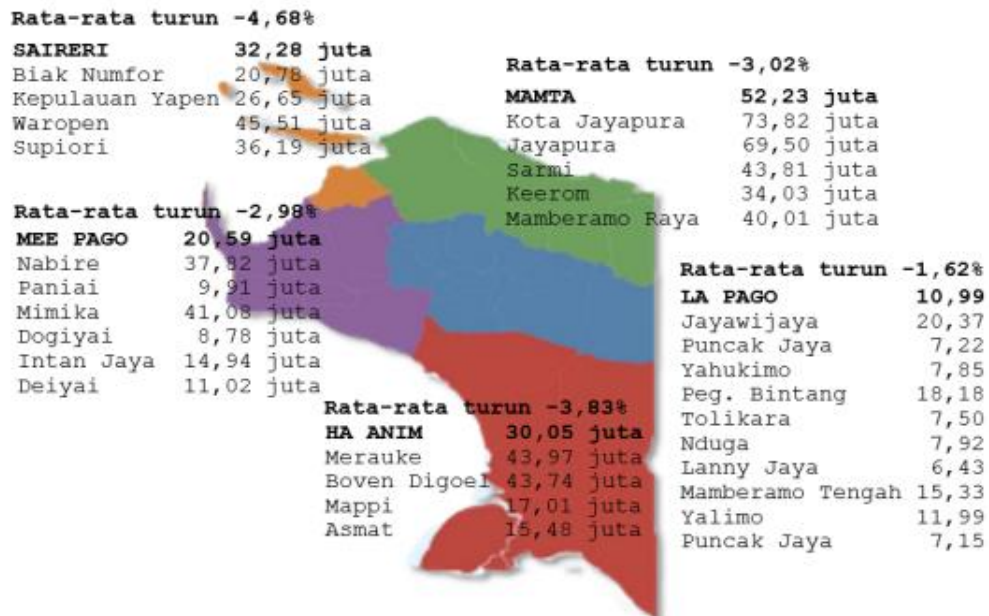 Rata-rata turun -4,68%
SAIRERI 32,28 juta
Biak Numfor 20,78 juta
Kepulauan Yapen 26,65 juta
Waropen 45,51 juta
Supiori 36,19 juta
Rata-rata turun -3,02%
MAMTA 52,23 juta
Kota Jayapura 73,82 juta
Jayapura 69,50 juta
Sarmi 43,81 juta
Keerom 34,03 juta
Mamberamo Raya 40,01 juta
Rata-rata turun -2,98%
MEE PAGO 20,59 juta
Nabire 37,82 juta
Paniai 9,91 juta
Mimika 41,08 juta
Dogiyai 8,78 juta
Intan Jaya 14,94 juta
Deiyai 11,02 juta
Rata-rata turun -1,62%
LA PAGO 10,99
Jayawijaya 20,37
Puncak Jaya 7,22
Yahukimo 7,85
Peg. Bintang 18,18
Tolikara 7,50
Nduga 7,92
Lanny Jaya 6,43
Mamberamo Tengah 15,33
Yalimo 11,99
Puncak Jaya 7,15
Rata-rata turun -3,83%
HA ANIM 30,05 juta
Merauke 43,97 juta
Boven Digoel 43,74 juta
Mappi 17,01 juta
Asmat 15,48 juta